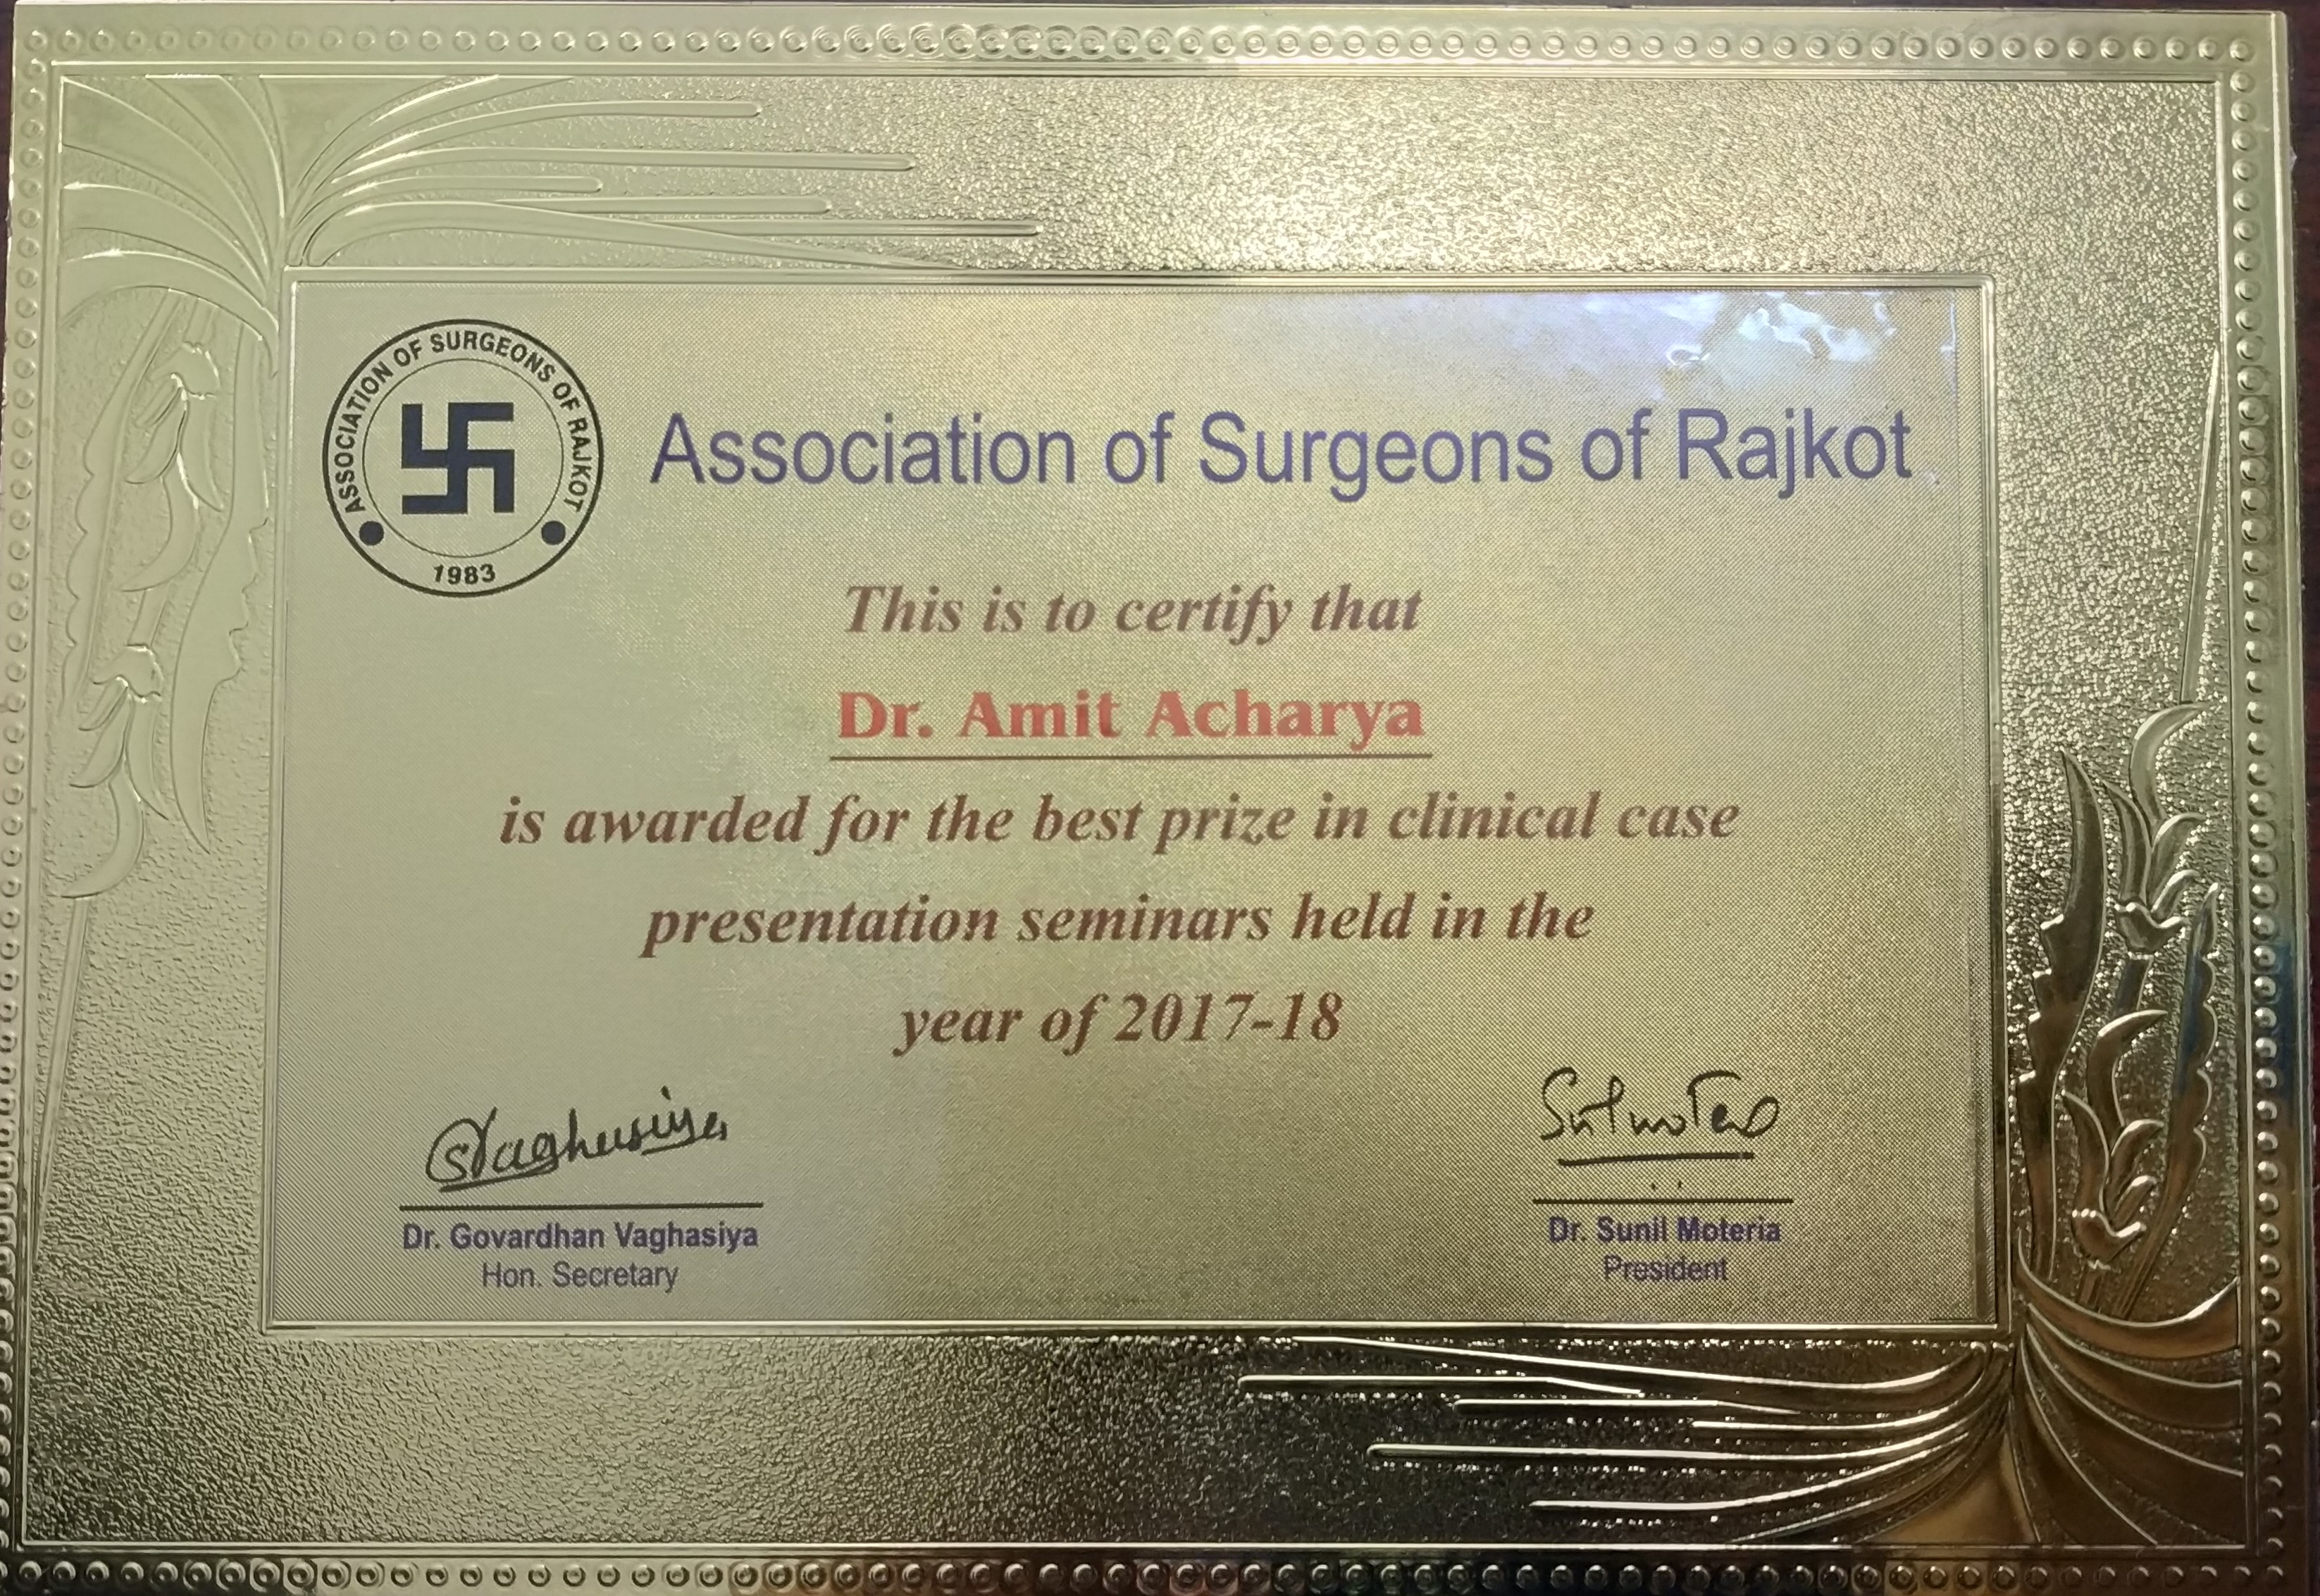 ASSOCIATION OF SURGEONS OF RAJKOT
1983
Association of Surgeons of Rajkot
This is to certify that
Dr. Amit Acharya
is awarded for the best prize in clinical case
presentation seminars held in the
year of 2017-18
Dr. Govardhan Vaghasiya
Hon. Secretary
Dr. Sunil Moteria
President